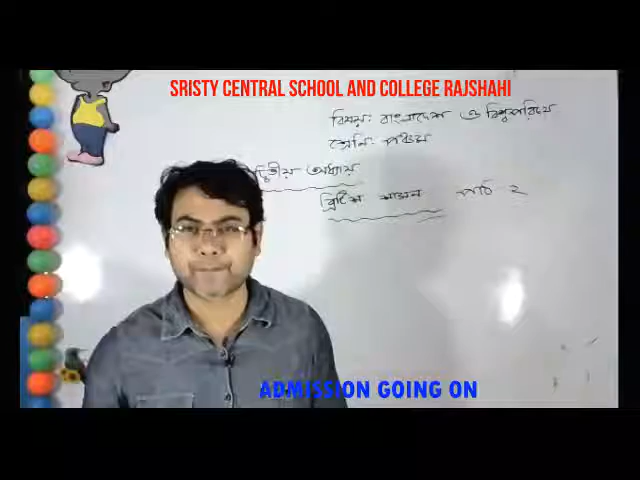 SRISTY CENTRAL SCHOOL AND COLLEGE RAJSHAHI
বিষয়: বাংলাদেশ ও বিশ্বপরিচয়
শ্রেনি: পঞ্চম
দ্বিতীয় অধ্যায়
ব্রিটিশ শাসন পাঠ ২
ADMISSION GOING ON